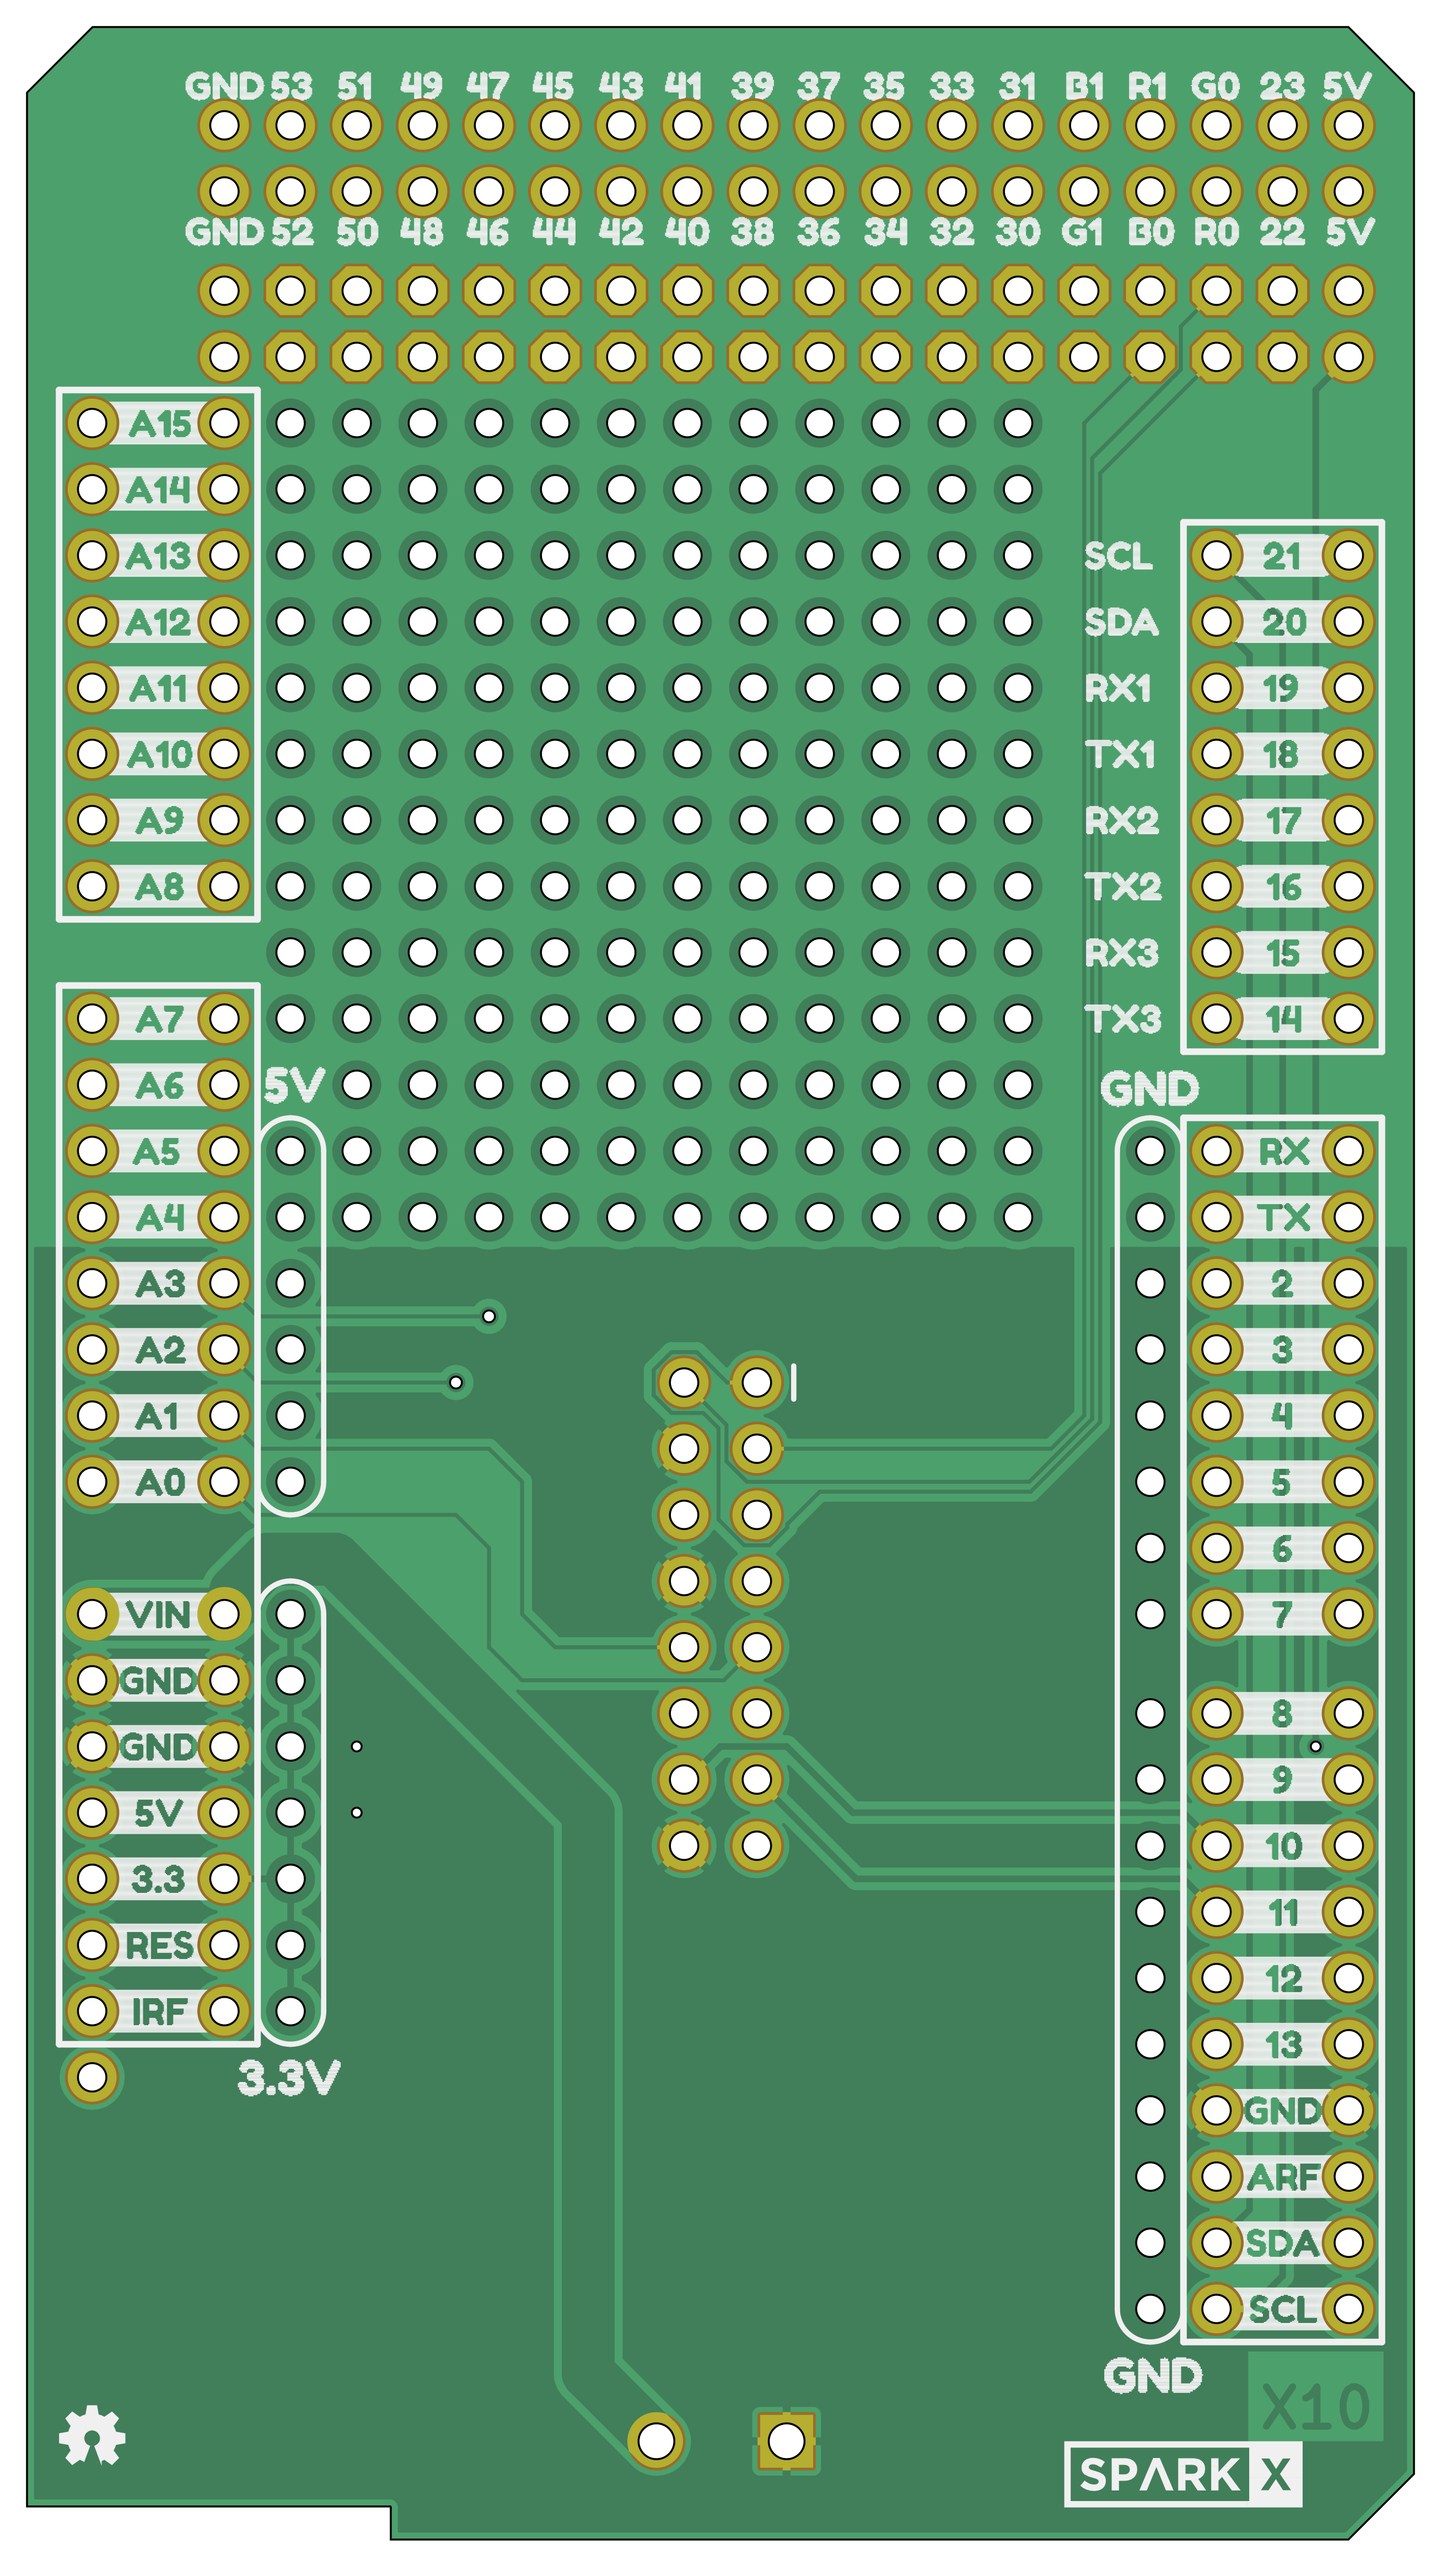 GND 53 51 49 47 45 43 41 39 37 35 33 31 B1 R1 G0 23 5V
GND 52 50 48 46 44 42 40 38 36 34 32 30 G1 B0 R0 22 5V
A15
A14
A13
A12
A11
A10
A9
A8
SCL 21
SDA 20
RX1 19
TX1 18
RX2 17
TX2 16
RX3 15
TX3 14
A7
A6
A5
A4
A3
A2
A1
A0
VIN
GND
GND
5V
3.3
RES
IRF
5V
3.3V
GND
RX
TX
2
3
4
5
6
7
8
9
10
11
12
13
GND
ARF
SDA
SCL
GND
X10
SPARK X